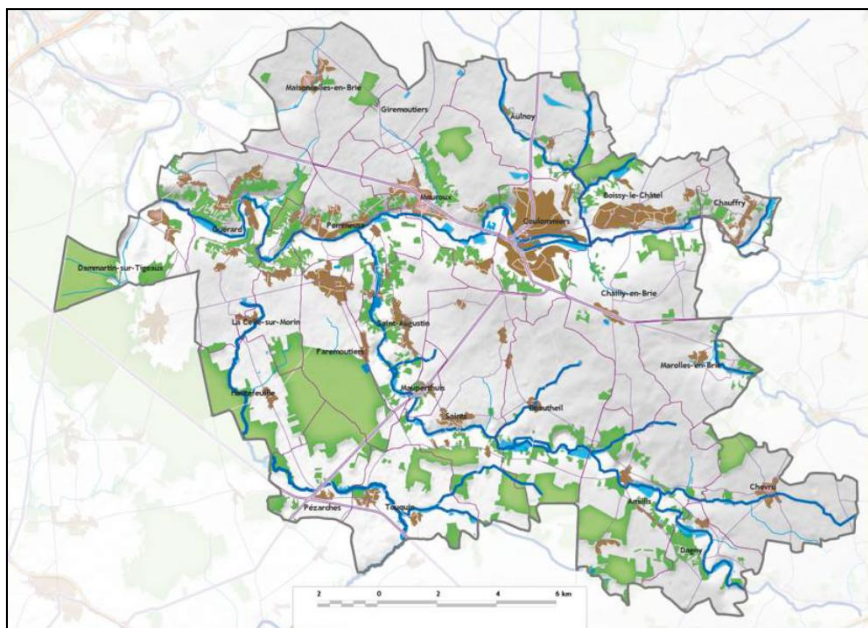 Maisoncelles-en-Brie
Giremoutiers
Aulnoy
Boissy-le-Châtel
Chauffry
Mouroux
Coulommiers
Guérard
Pommeuse
Dammartin-sur-Tigeaux
Chailly-en-Brie
La Celle-sur-Morin
Saint-Augustin
Faremoutiers
Marolles-en-Brie
Mauperthuis
Hautefeuille
Beautheil
Saints
Chevru
Amillis
Pézarches
Touquin
Dagny
2 0 2 4 6 km